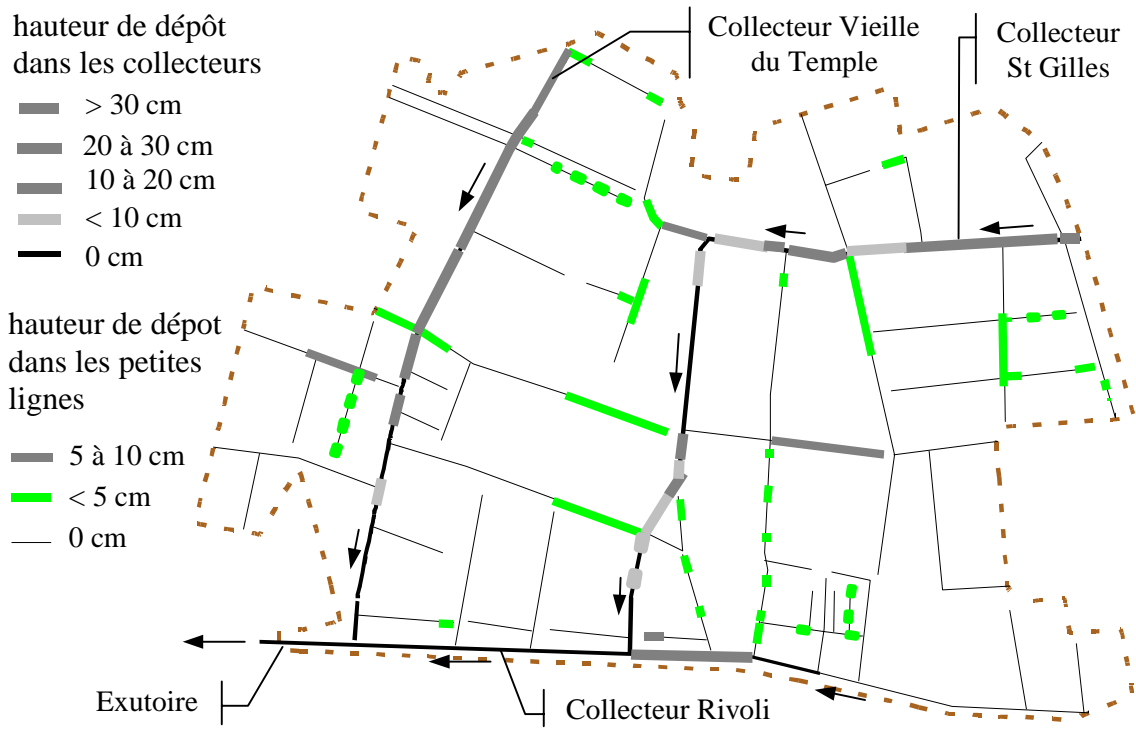 hauteur de dépôt
dans les collecteurs
> 30 cm
20 à 30 cm
10 à 20 cm
< 10 cm
0 cm
hauteur de dépot
dans les petites
lignes
5 à 10 cm
< 5 cm
0 cm
Collecteur Vieille
du Temple
Collecteur
St Gilles
Exutoire
Collecteur Rivoli